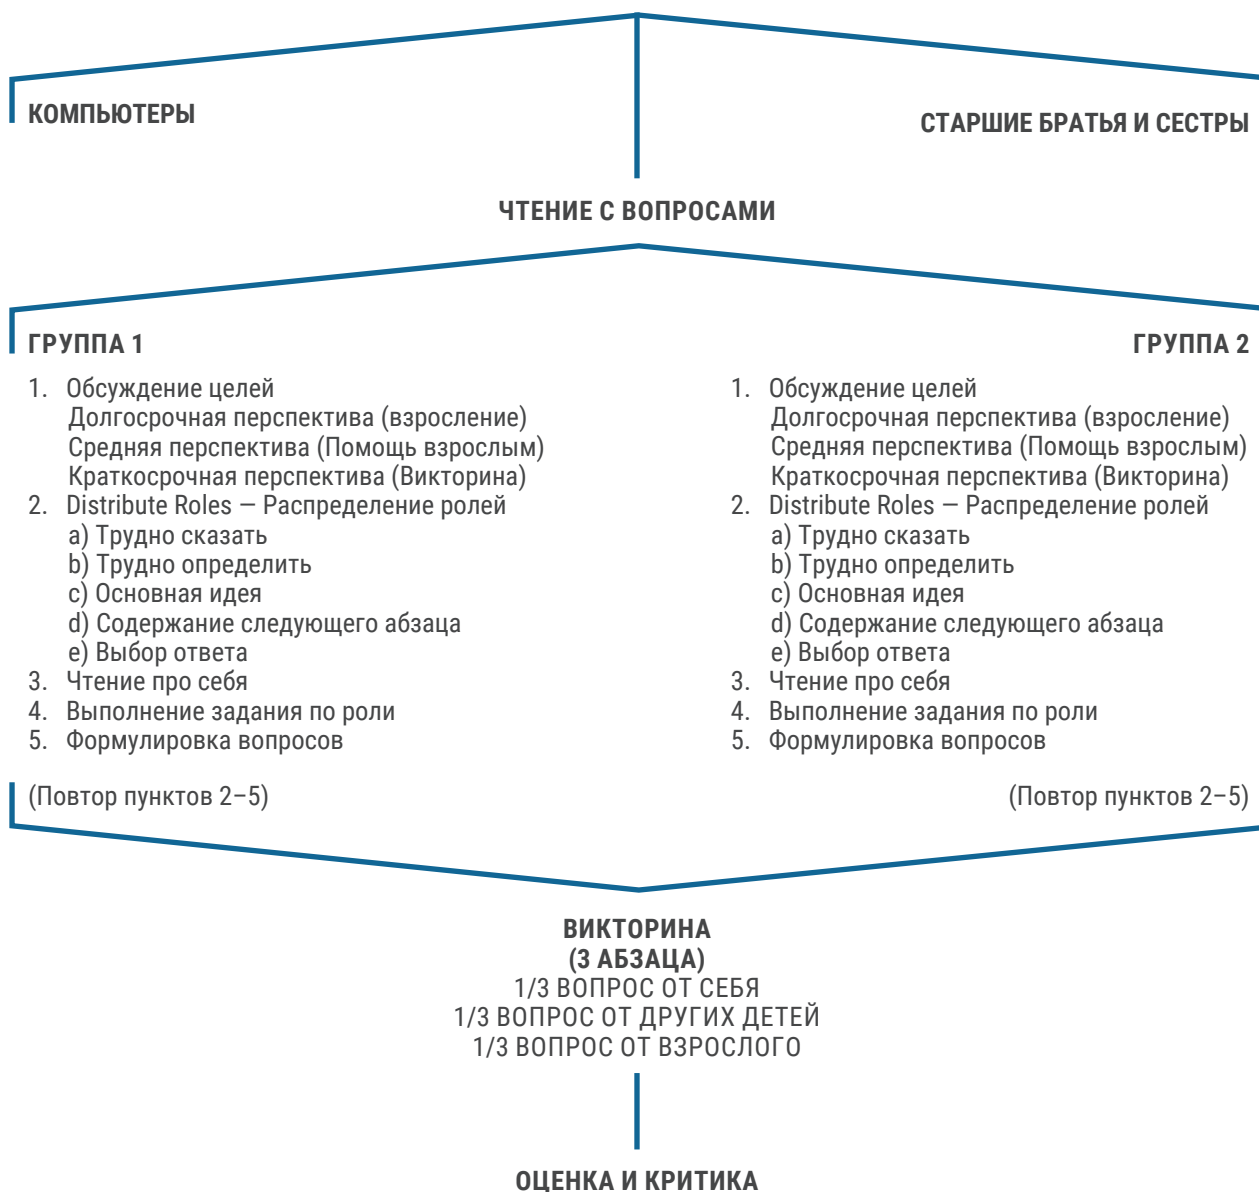 КОМПЬЮТЕРЫ
СТАРШИЕ БРАТЬЯ И СЕСТРЫ
ЧТЕНИЕ С ВОПРОСАМИ
ГРУППА 1
1. Обсуждение целей
Долгосрочная перспектива (взросление)
Средняя перспектива (Помощь взрослым)
Краткосрочная перспектива (Викторина)
2. Distribute Roles — Распределение ролей
a) Трудно сказать
b) Трудно определить
c) Основная идея
d) Содержание следующего абзаца
e) Выбор ответа
3. Чтение про себя
4. Выполнение задания по роли
5. Формулировка вопросов
(Повтор пунктов 2–5)
ГРУППА 2
1. Обсуждение целей
Долгосрочная перспектива (взросление)
Средняя перспектива (Помощь взрослым)
Краткосрочная перспектива (Викторина)
2. Distribute Roles — Распределение ролей
a) Трудно сказать
b) Трудно определить
c) Основная идея
d) Содержание следующего абзаца
e) Выбор ответа
3. Чтение про себя
4. Выполнение задания по роли
5. Формулировка вопросов
(Повтор пунктов 2–5)
ВИКТОРИНА
(3 АБЗАЦА)
1/3 ВОПРОС ОТ СЕБЯ
1/3 ВОПРОС ОТ ДРУГИХ ДЕТЕЙ
1/3 ВОПРОС ОТ ВЗРОСЛОГО
ОЦЕНКА И КРИТИКА